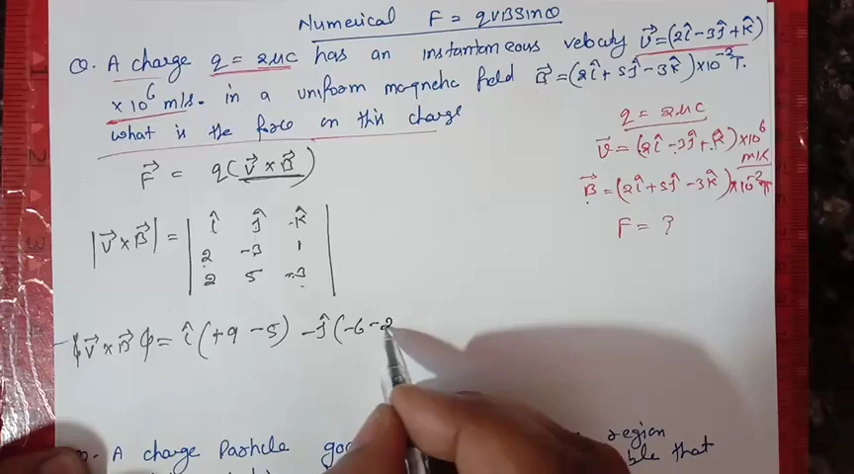 Numerical F = qVBSinθ
Q. A charge q = 2μc has an instantaneous velocity V⃗ = (2î - 3ĵ + k̂)
× 10⁶ m/s. in a uniform magnetic field B⃗ = (2î + 5ĵ - 3k̂) × 10⁻² T.
what is the force on this charge
q = 2μc
V⃗ = (2î - 3ĵ + k̂) × 10⁶
m/s
B⃗ = (2î + 5ĵ - 3k̂) × 10⁻² T
F = ?
F⃗ = q(V⃗ × B⃗)
|V⃗ × B⃗| = | î ĵ k̂ |
2 -3 1
2 5 -3
V⃗ × B⃗ = î (+9 - 5) - ĵ (-6 - 2
A charge Particle region
that